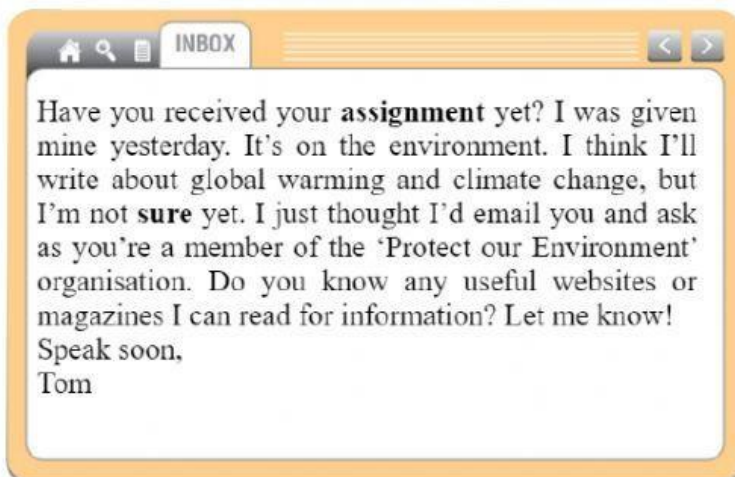 INBOX
Have you received your assignment yet? I was given
mine yesterday. It's on the environment. I think I'll
write about global warming and climate change, but
I'm not sure yet. I just thought I'd email you and ask
as you're a member of the 'Protect our Environment'
organisation. Do you know any useful websites or
magazines I can read for information? Let me know!
Speak soon,
Tom